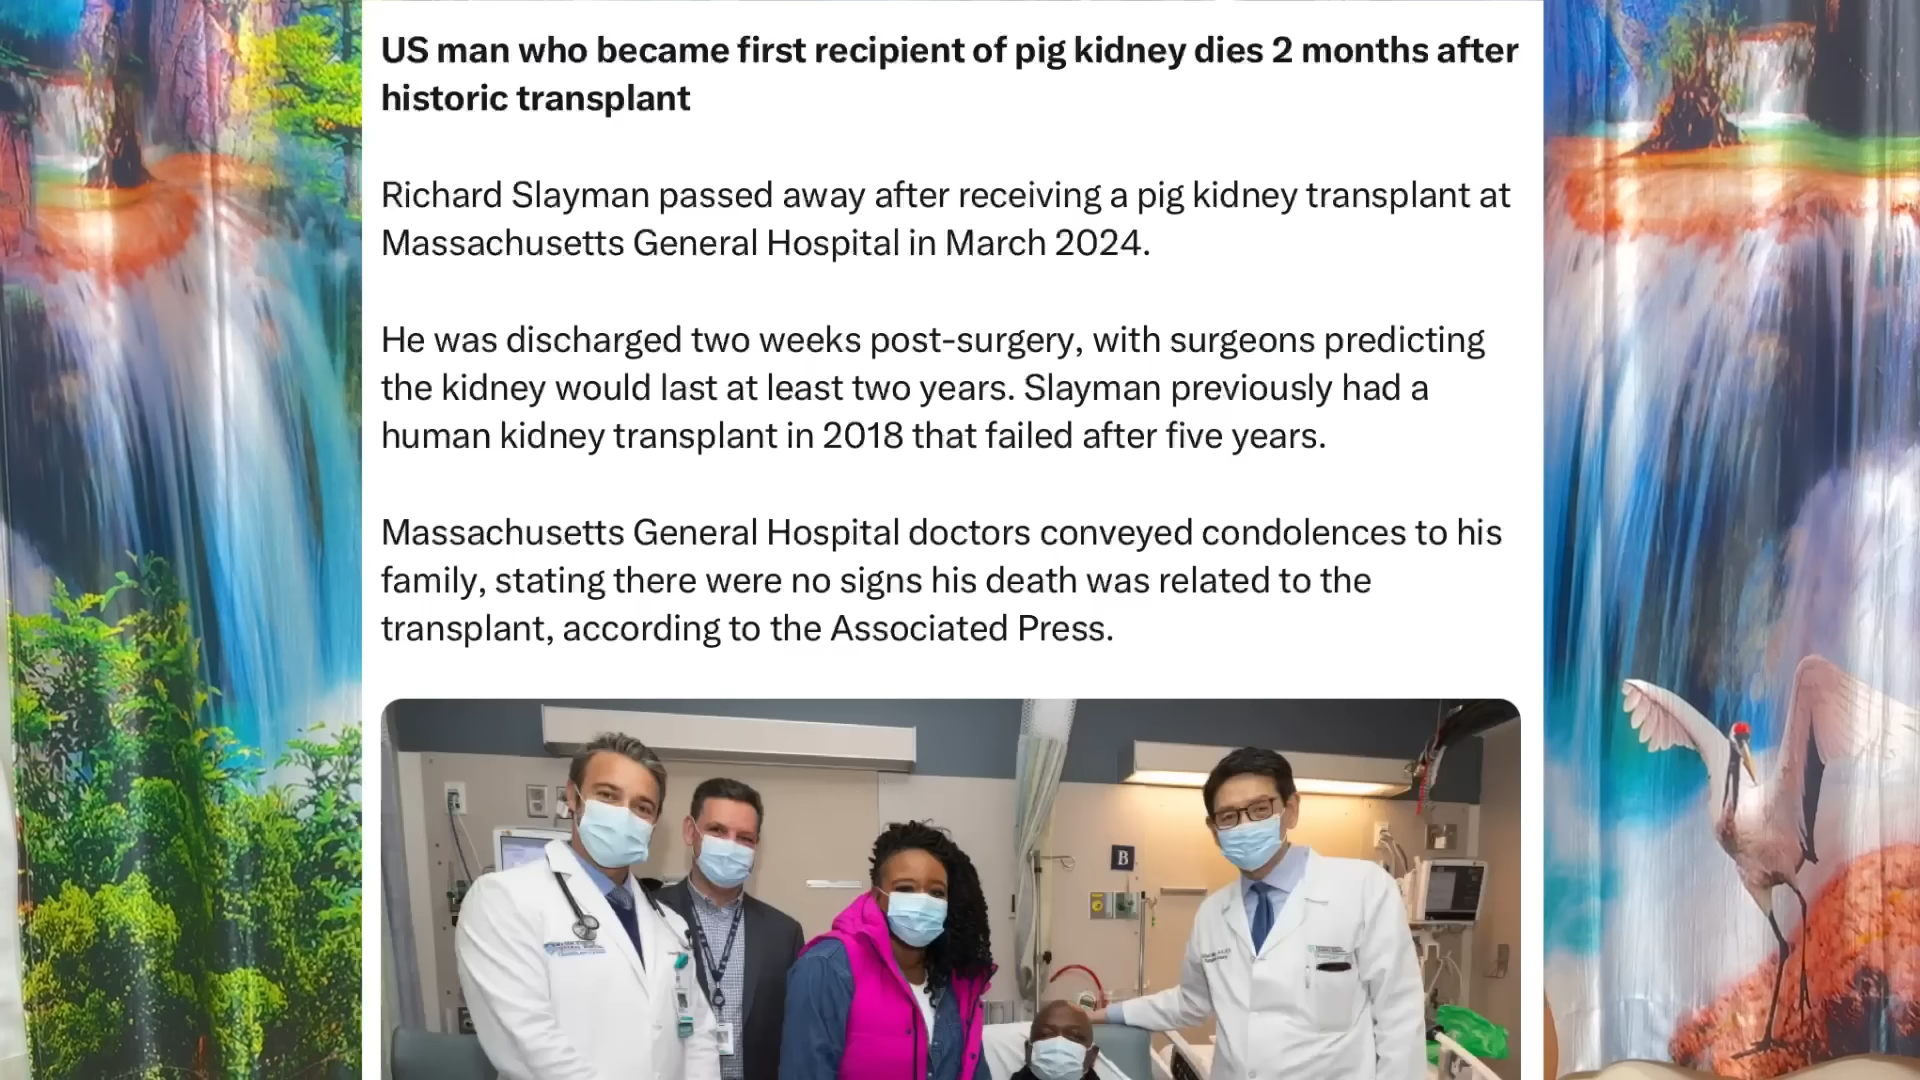 US man who became first recipient of pig kidney dies 2 months after
historic transplant
Richard Slayman passed away after receiving a pig kidney transplant at
Massachusetts General Hospital in March 2024.
He was discharged two weeks post-surgery, with surgeons predicting
the kidney would last at least two years. Slayman previously had a
human kidney transplant in 2018 that failed after five years.
Massachusetts General Hospital doctors conveyed condolences to his
family, stating there were no signs his death was related to the
transplant, according to the Associated Press.
B